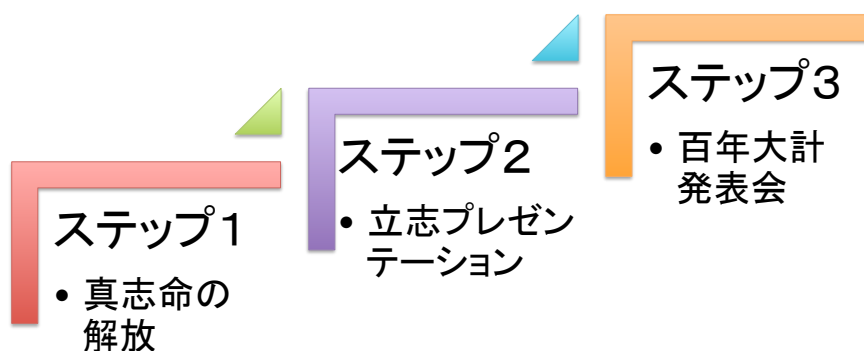 ステップ1
• 真志命の
解放
ステップ2
• 立志プレゼン
テーション
ステップ3
• 百年大計
発表会